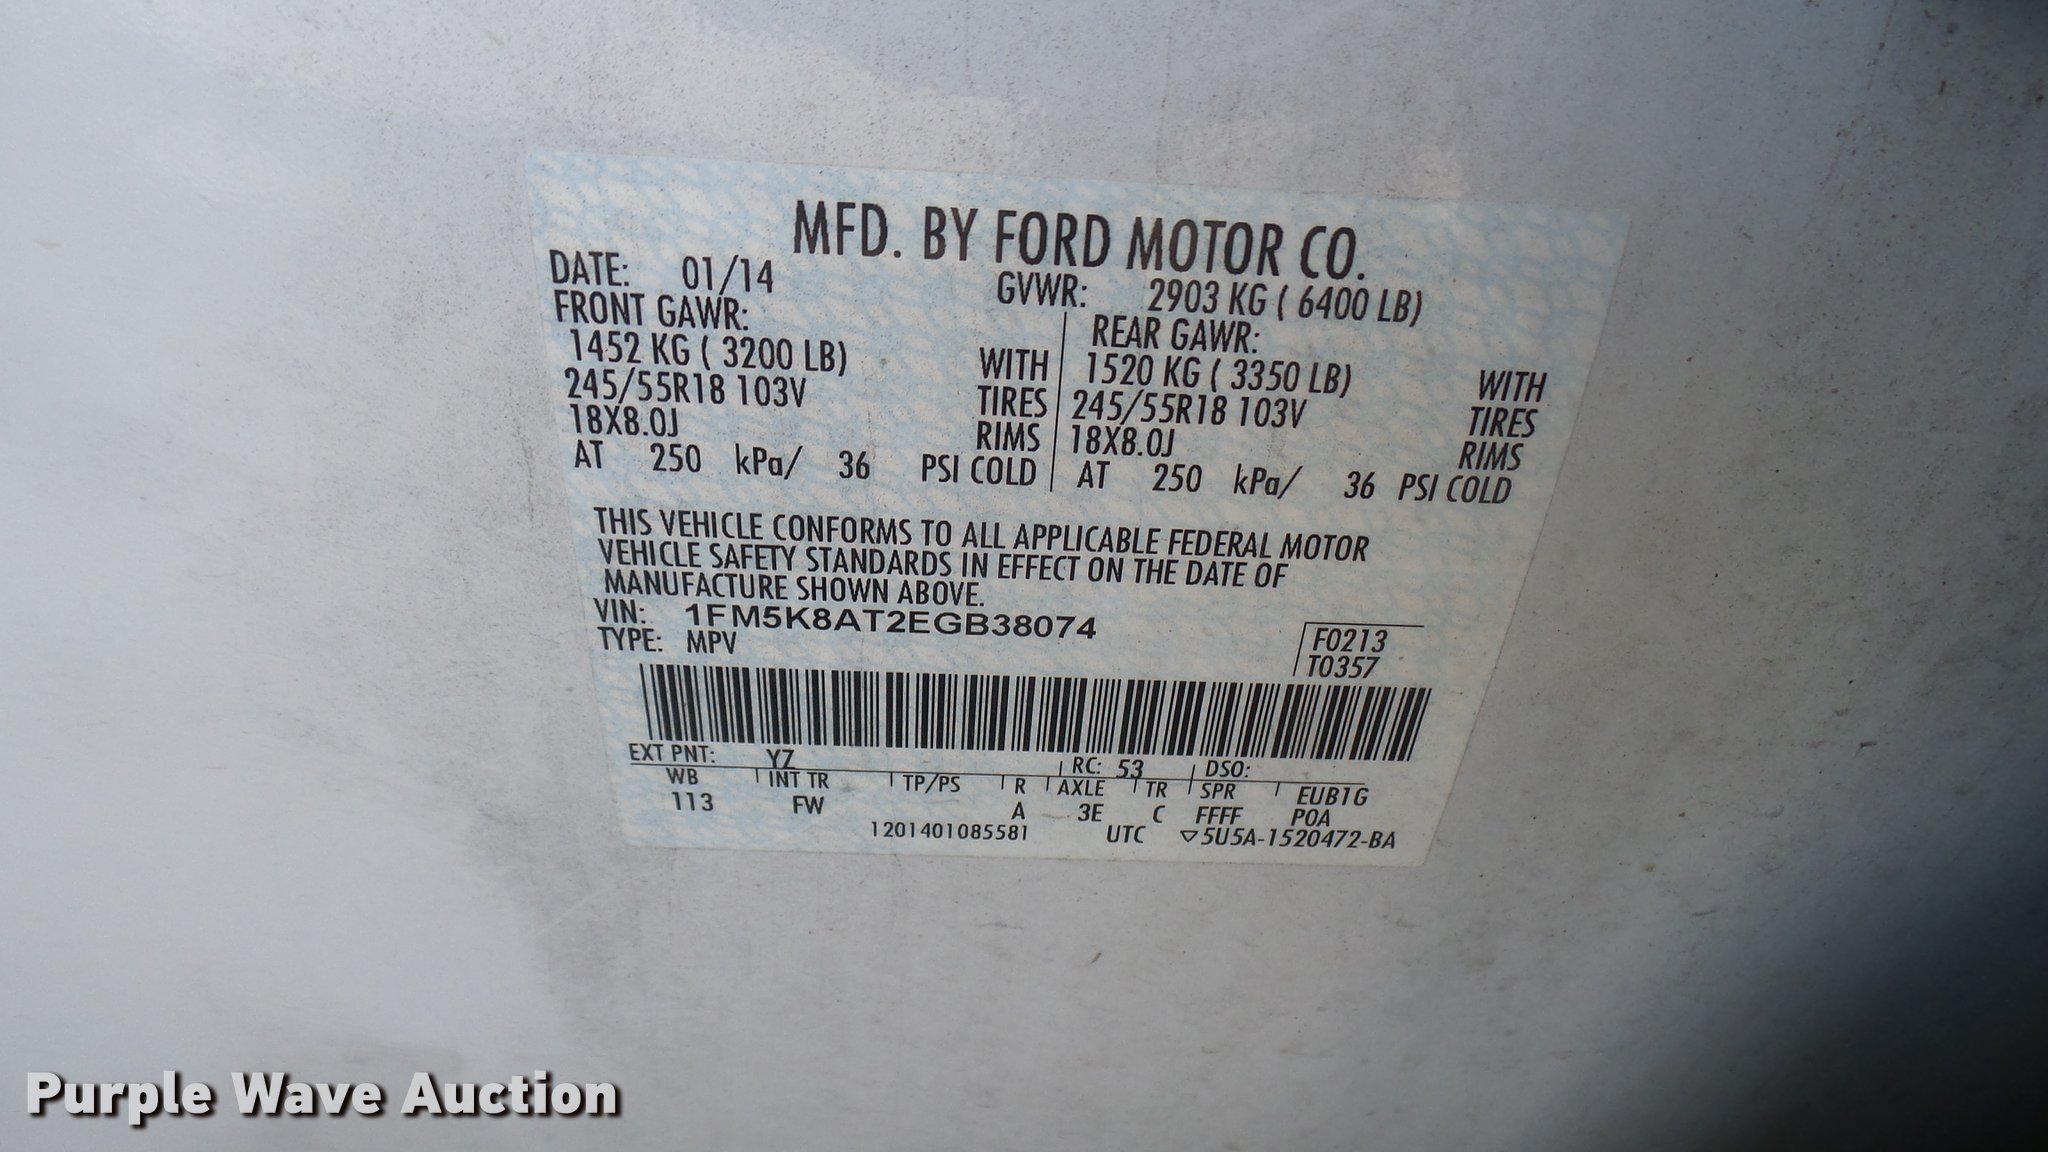 MFD. BY FORD MOTOR CO.
DATE: 01/14 GVWR: 2903 KG ( 6400 LB)
FRONT GAWR: REAR GAWR:
1452 KG ( 3200 LB) WITH 1520 KG ( 3350 LB) WITH
245/55R18 103V TIRES 245/55R18 103V TIRES
18X8.0J RIMS 18X8.0J RIMS
AT 250 kPa/ 36 PSI COLD AT 250 kPa/ 36 PSI COLD
THIS VEHICLE CONFORMS TO ALL APPLICABLE FEDERAL MOTOR
VEHICLE SAFETY STANDARDS IN EFFECT ON THE DATE OF
MANUFACTURE SHOWN ABOVE.
VIN: 1FM5K8AT2EGB38074
TYPE: MPV
F0213
T0357
EXT PNT: YZ RC: 53 DSO:
WB INT TR TP/PS R AXLE TR SPR EUB1G
113 FW A 3E C FFFF POA
1201401085581 UTC ▽5U5A-1520472-BA
Purple Wave Auction